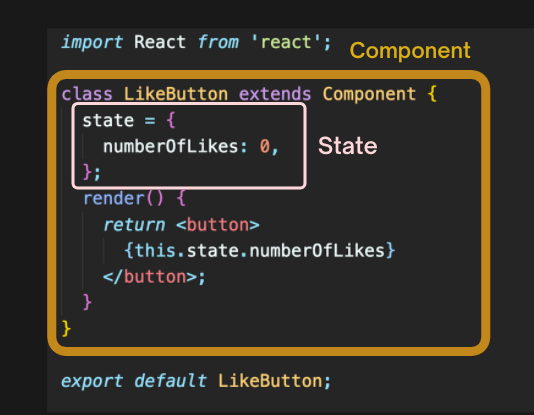 import React from 'react';
Component
class LikeButton extends Component {
state = {
numberOfLikes: 0,
};
State
render() {
return <button>
{this.state.numberOfLikes}
</button>;
}
}
export default LikeButton;